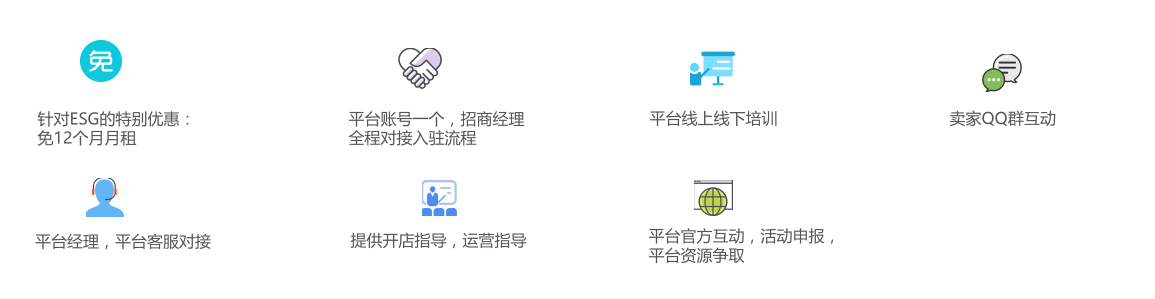 免
针对ESG的特别优惠：
免12个月月租
平台账号一个，招商经理
全程对接入驻流程
平台线上线下培训
卖家QQ群互动
平台经理，平台客服对接
提供开店指导，运营指导
平台官方互动，活动申报，
平台资源争取